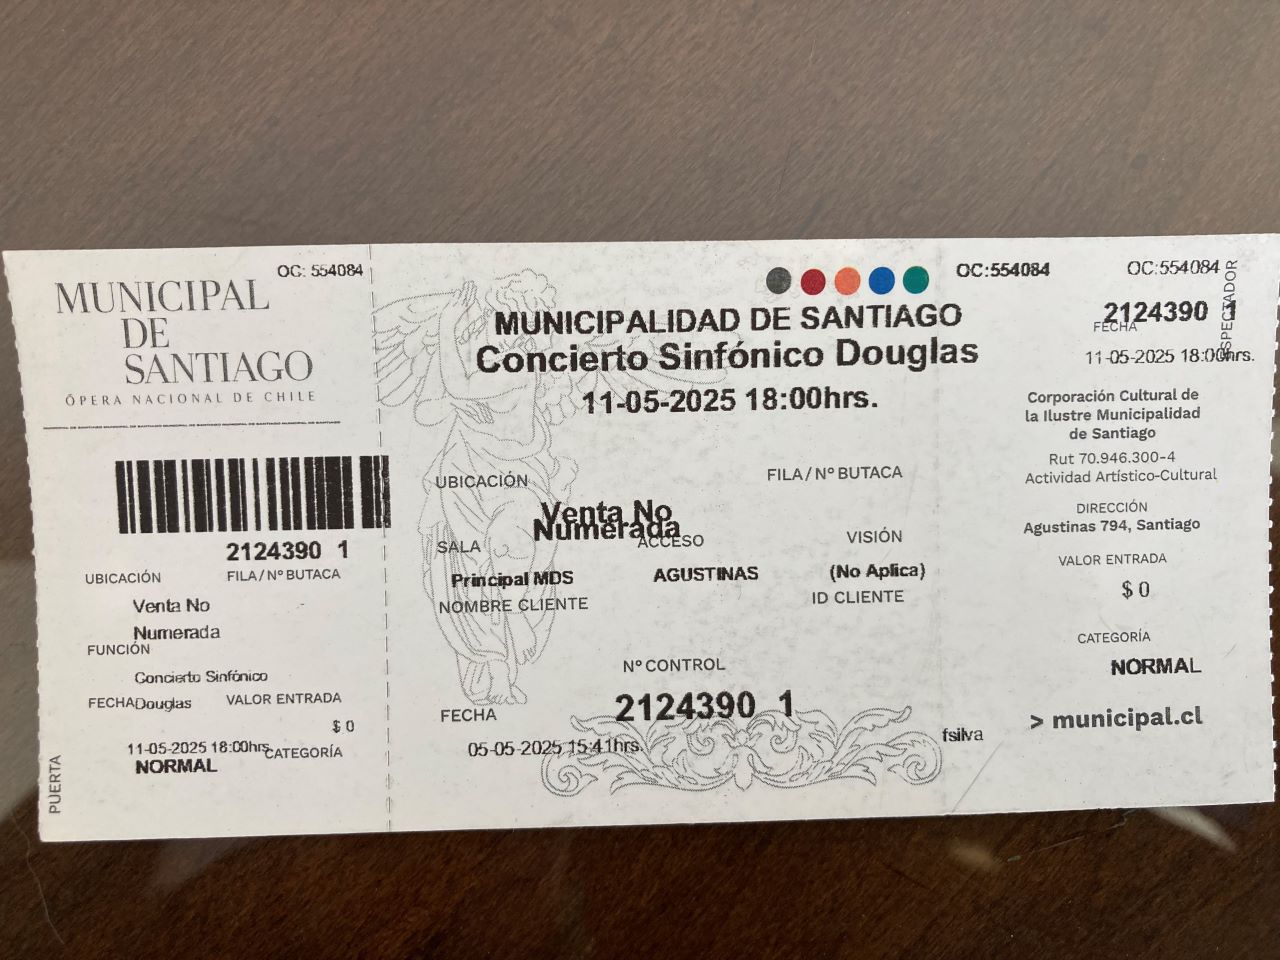 OC: 554084
MUNICIPAL
DE
SANTIAGO
ÓPERA NACIONAL DE CHILE
2124390 1
UBICACIÓN
FILA/Nº BUTACA
Venta No
Numerada
FUNCIÓN
Concierto Sinfónico
Douglas
FECHA
VALOR ENTRADA
$ 0
11-05-2025 18:00hrs.
CATEGORÍA
NORMAL
PUERTA
OC:554084
MUNICIPALIDAD DE SANTIAGO
Concierto Sinfónico Douglas
11-05-2025 18:00hrs.
UBICACIÓN
FILA/Nº BUTACA
Venta No
Numerada
SALA
ACCESO
VISIÓN
Principal MDS
AGUSTINAS
(No Aplica)
NOMBRE CLIENTE
ID CLIENTE
Nº CONTROL
2124390 1
FECHA
05-05-2025 15:41hrs.
fsilva
OC:554084
ESPECTADOR
2124390 1
FECHA
11-05-2025 18:00hrs.
Corporación Cultural de
la Ilustre Municipalidad
de Santiago
Rut 70.946.300-4
Actividad Artístico-Cultural
DIRECCIÓN
Agustinas 794, Santiago
VALOR ENTRADA
$ 0
CATEGORÍA
NORMAL
> municipal.cl